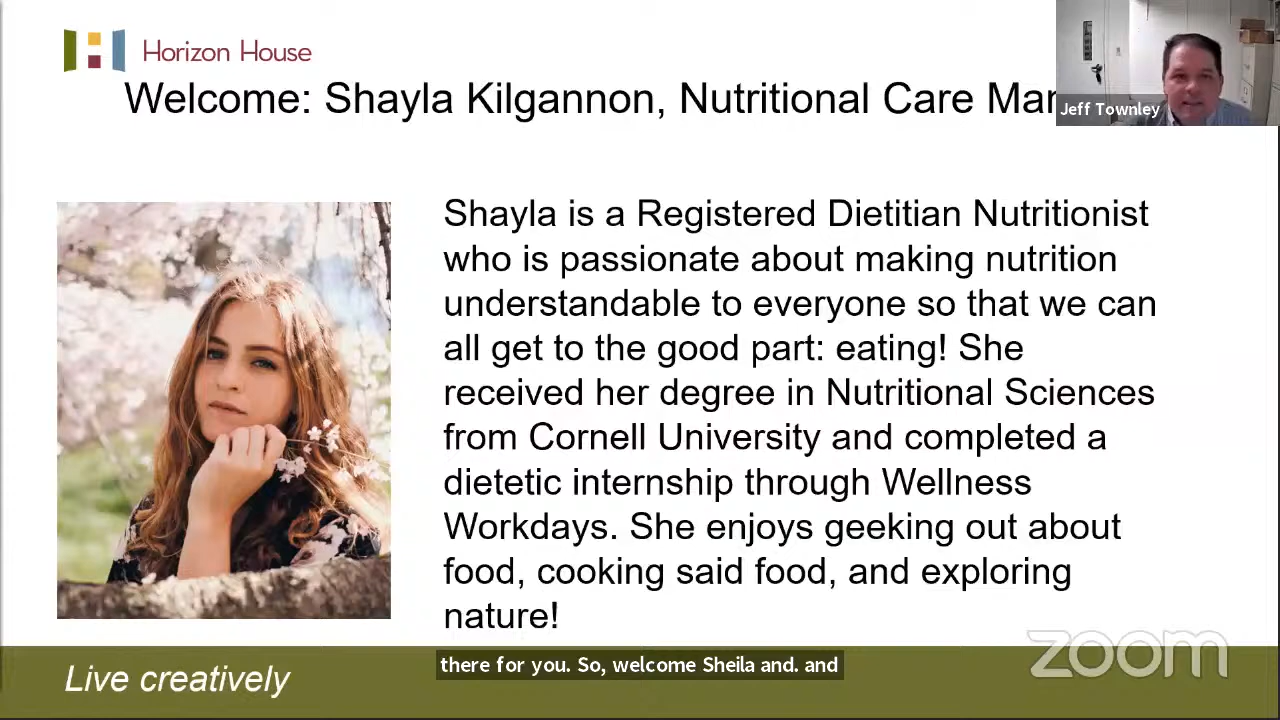 Horizon House
Welcome: Shayla Kilgannon, Nutritional Care Ma
Jeff Townley
Shayla is a Registered Dietitian Nutritionist
who is passionate about making nutrition
understandable to everyone so that we can
all get to the good part: eating! She
received her degree in Nutritional Sciences
from Cornell University and completed a
dietetic internship through Wellness
Workdays. She enjoys geeking out about
food, cooking said food, and exploring
nature!
zoom
there for you. So, welcome Sheila and. and
Live creatively